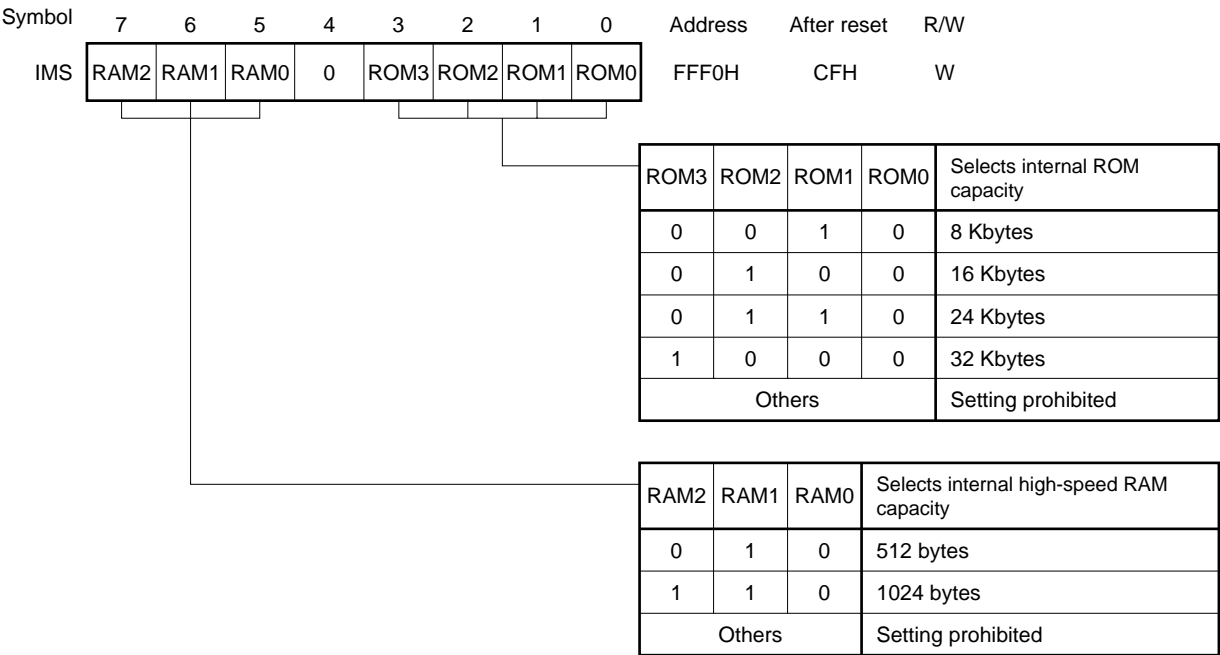 Symbol 7 6 5 4 3 2 1 0 Address After reset R/W
IMS RAM2 RAM1 RAM0 0 ROM3 ROM2 ROM1 ROM0 FFF0H CFH W
ROM3 ROM2 ROM1 ROM0 Selects internal ROM
capacity
0 0 1 0 8 Kbytes
0 1 0 0 16 Kbytes
0 1 1 0 24 Kbytes
1 0 0 0 32 Kbytes
Others Setting prohibited
RAM2 RAM1 RAM0 Selects internal high-speed RAM
capacity
0 1 0 512 bytes
1 1 0 1024 bytes
Others Setting prohibited